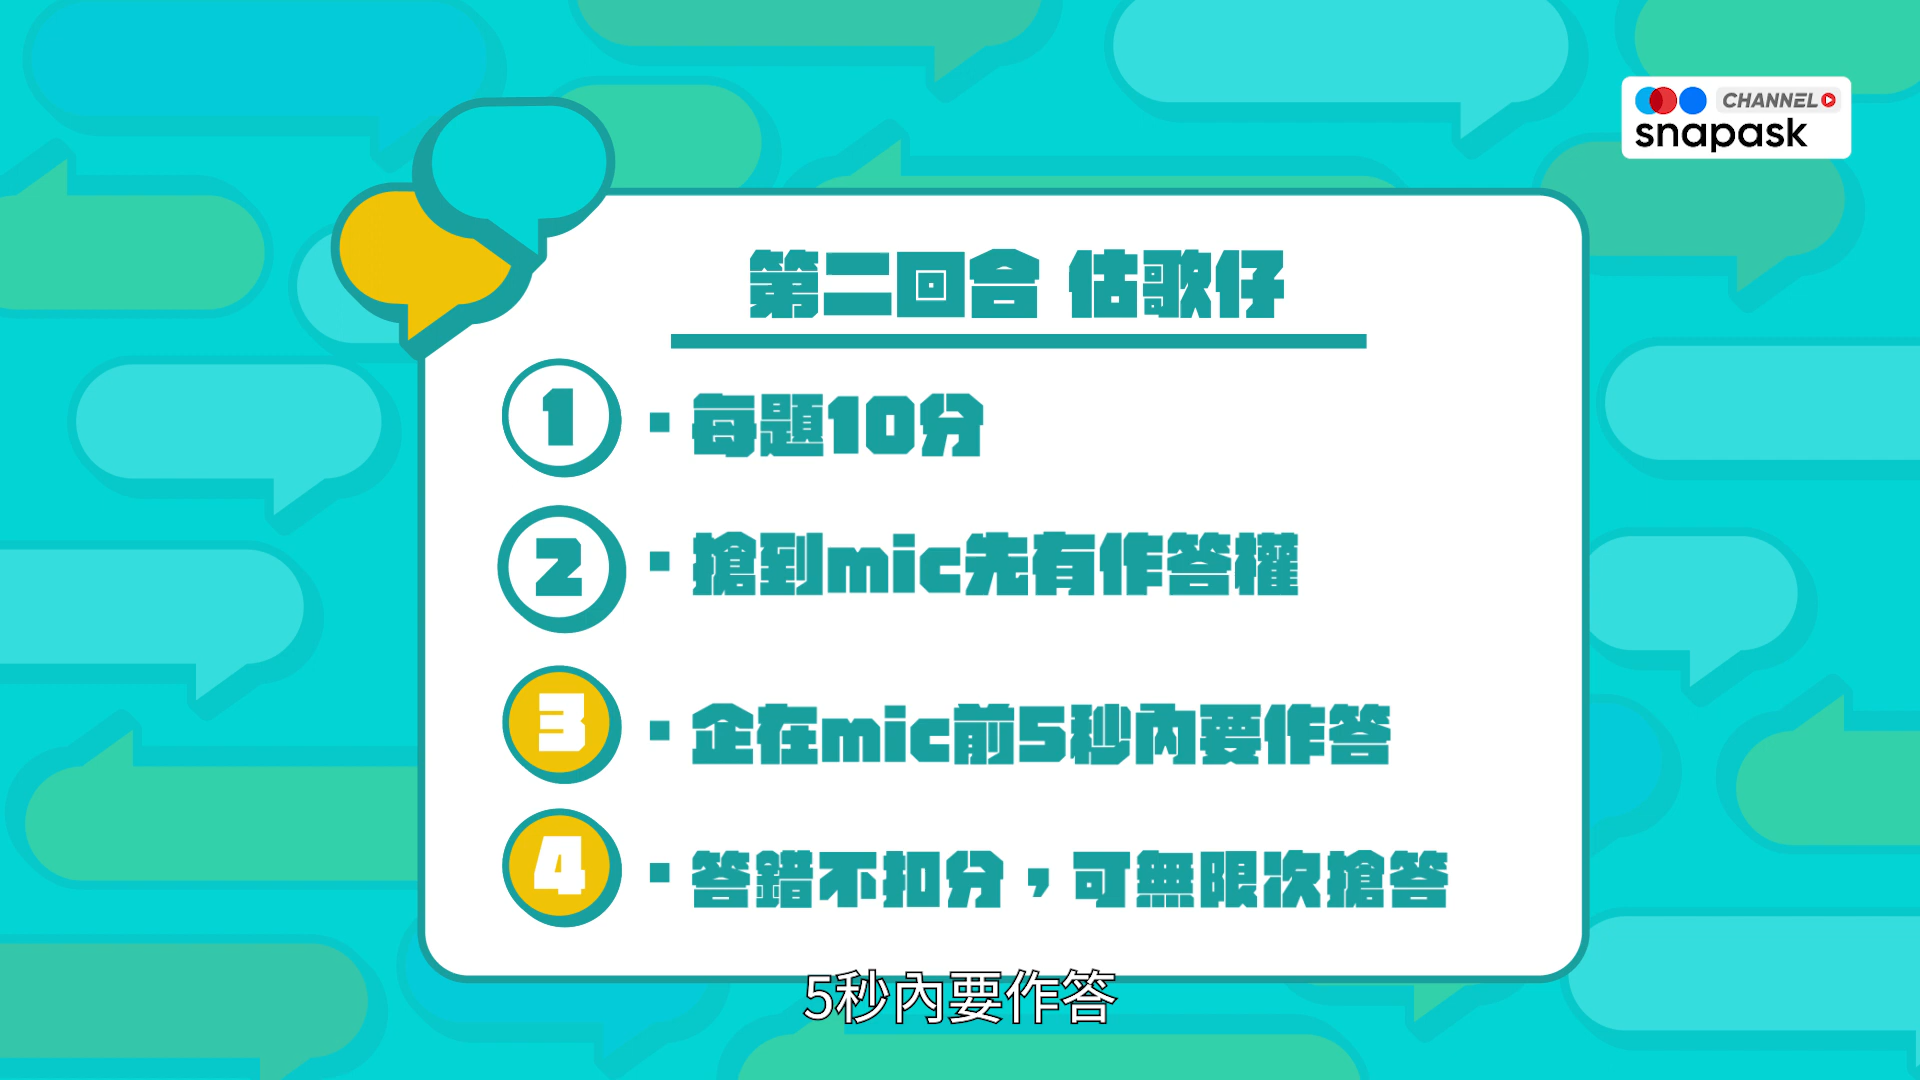 CHANNEL
snapask
第二回合 估歌仔
1 ▪ 每題10分
2 ▪ 搶到mic先有作答權
3 ▪ 企在mic前5秒內要作答
4 ▪ 答錯不扣分，可無限次搶答
5秒內要作答